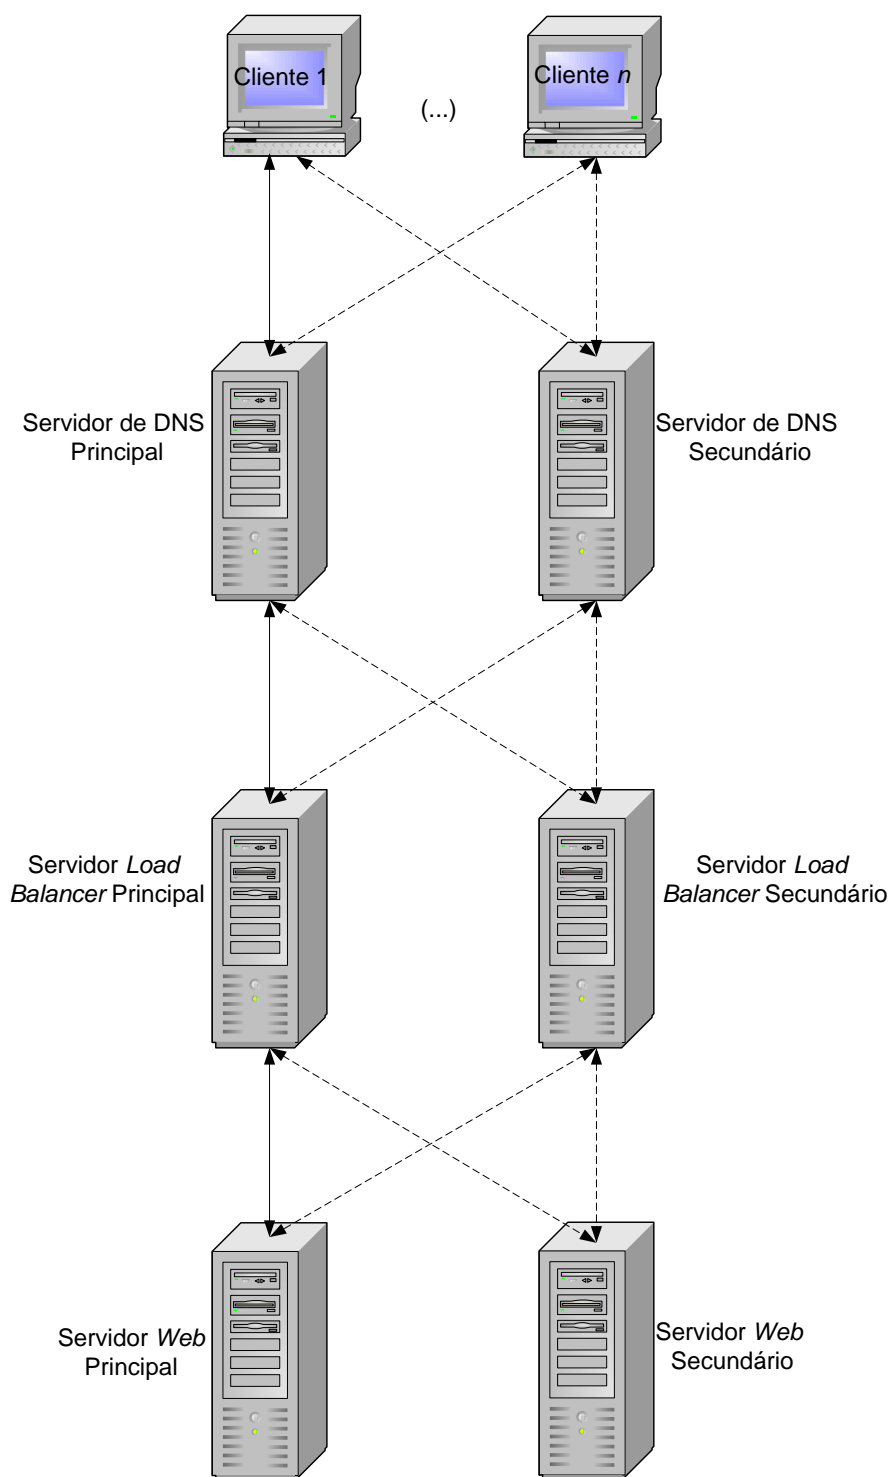 Cliente 1
(...)
Cliente n
Servidor de DNS
Principal
Servidor de DNS
Secundário
Servidor Load
Balancer Principal
Servidor Load
Balancer Secundário
Servidor Web
Principal
Servidor Web
Secundário